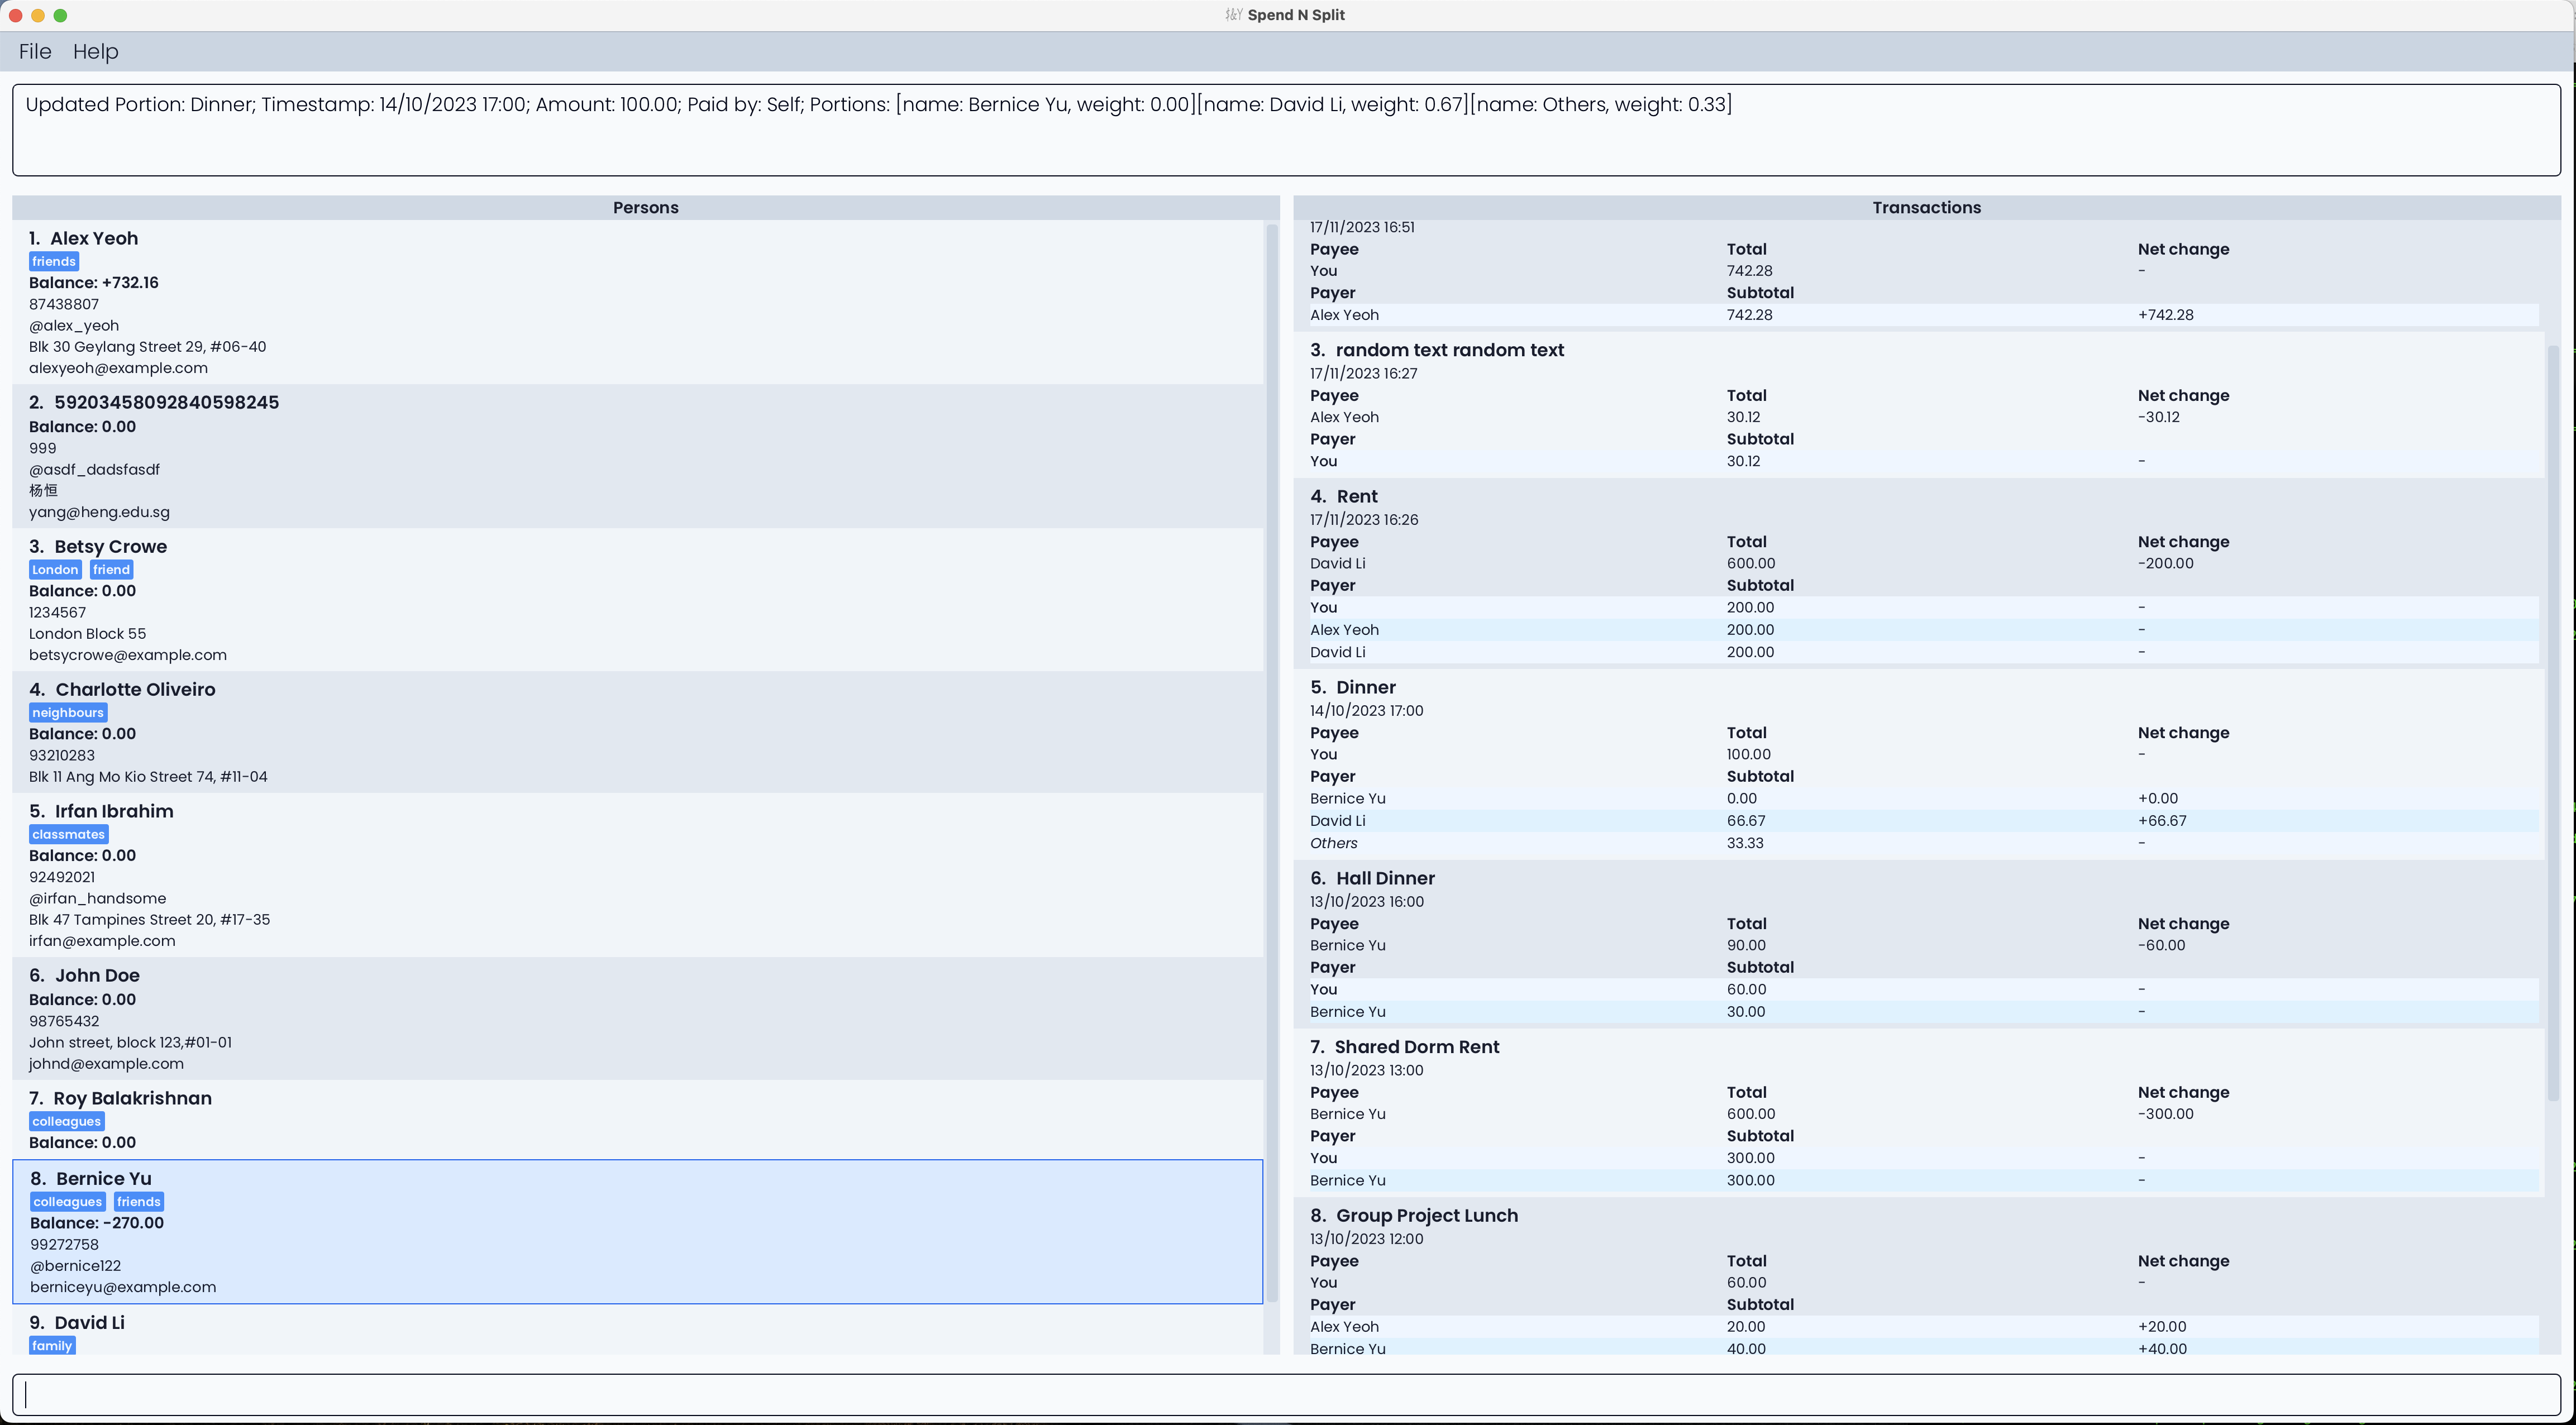 Spend N Split
File Help
Updated Portion: Dinner; Timestamp: 14/10/2023 17:00; Amount: 100.00; Paid by: Self; Portions: [name: Bernice Yu, weight: 0.00][name: David Li, weight: 0.67][name: Others, weight: 0.33]
Persons
1. Alex Yeoh
friends
Balance: +732.16
87438807
@alex_yeoh
Blk 30 Geylang Street 29, #06-40
alexyeoh@example.com
2. 59203458092840598245
Balance: 0.00
999
@asdf_dadsfasdf
杨恒
yang@heng.edu.sg
3. Betsy Crowe
London friend
Balance: 0.00
1234567
London Block 55
betsycrowe@example.com
4. Charlotte Oliveiro
neighbours
Balance: 0.00
93210283
Blk 11 Ang Mo Kio Street 74, #11-04
5. Irfan Ibrahim
classmates
Balance: 0.00
92492021
@irfan_handsome
Blk 47 Tampines Street 20, #17-35
irfan@example.com
6. John Doe
Balance: 0.00
98765432
John street, block 123,#01-01
johnd@example.com
7. Roy Balakrishnan
colleagues
Balance: 0.00
8. Bernice Yu
colleagues friends
Balance: -270.00
99272758
@bernice122
berniceyu@example.com
9. David Li
family
Transactions
17/11/2023 16:51
Payee Total Net change
You 742.28 -
Payer Subtotal
Alex Yeoh 742.28 +742.28
3. random text random text
17/11/2023 16:27
Payee Total Net change
Alex Yeoh 30.12 -30.12
Payer Subtotal
You 30.12 -
4. Rent
17/11/2023 16:26
Payee Total Net change
David Li 600.00 -200.00
Payer Subtotal
You 200.00 -
Alex Yeoh 200.00 -
David Li 200.00 -
5. Dinner
14/10/2023 17:00
Payee Total Net change
You 100.00 -
Payer Subtotal
Bernice Yu 0.00 +0.00
David Li 66.67 +66.67
Others 33.33 -
6. Hall Dinner
13/10/2023 16:00
Payee Total Net change
Bernice Yu 90.00 -60.00
Payer Subtotal
You 60.00 -
Bernice Yu 30.00 -
7. Shared Dorm Rent
13/10/2023 13:00
Payee Total Net change
Bernice Yu 600.00 -300.00
Payer Subtotal
You 300.00 -
Bernice Yu 300.00 -
8. Group Project Lunch
13/10/2023 12:00
Payee Total Net change
You 60.00 -
Payer Subtotal
Alex Yeoh 20.00 +20.00
Bernice Yu 40.00 +40.00